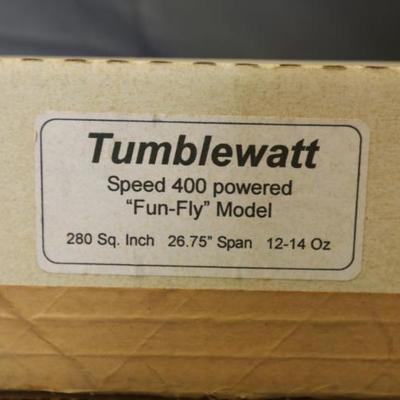 Tumblewatt
Speed 400 powered
“Fun-Fly” Model
280 Sq. Inch 26.75" Span 12-14 Oz